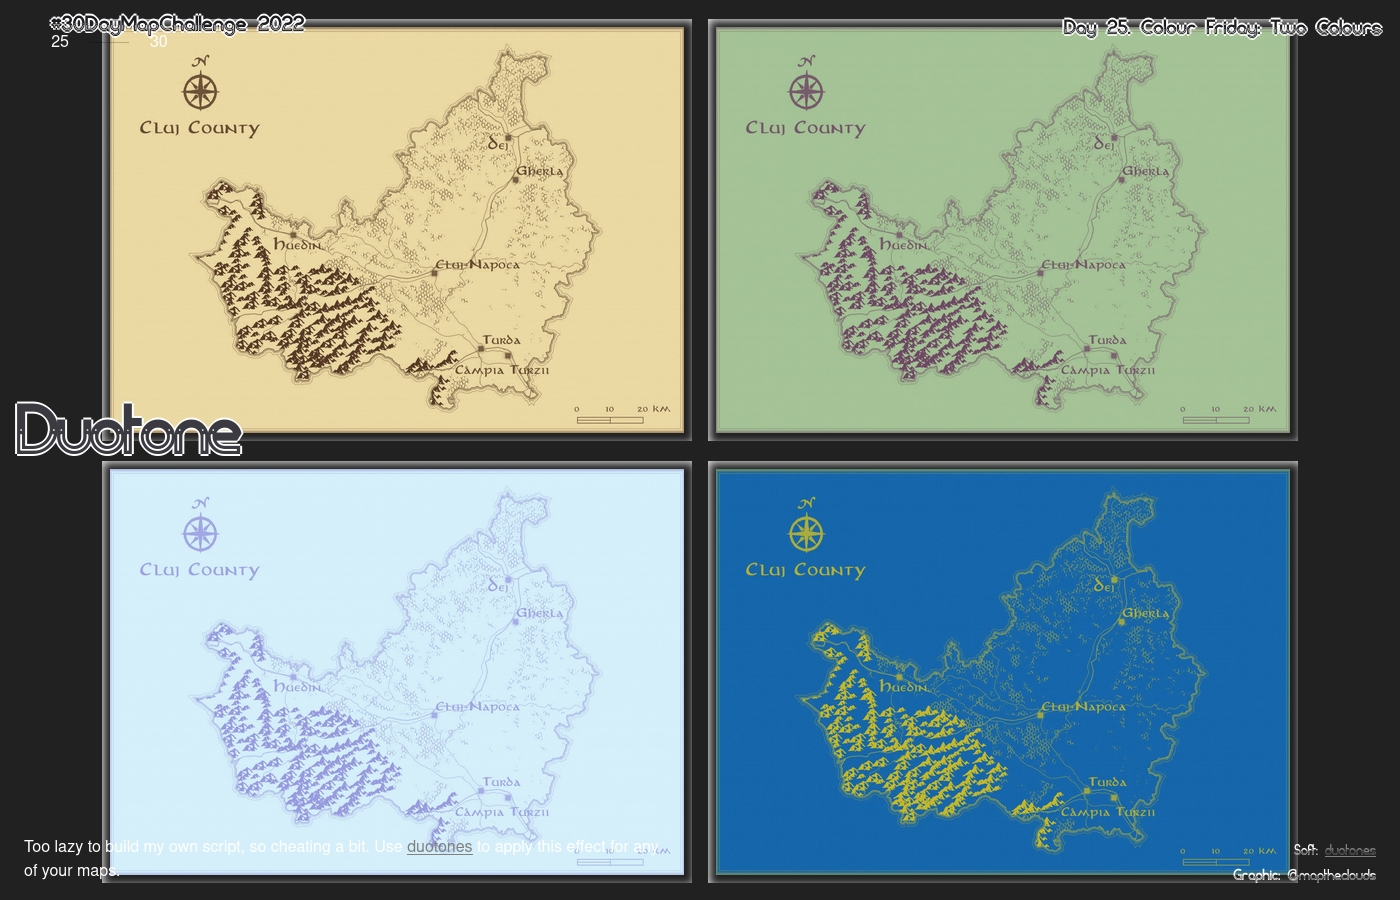 #30DayMapChallenge 2022
25 30
Day 25. Colour Friday: Two Colours
N
Cluj County
Dej
Gherla
Huedin
Cluj-Napoca
Turda
Câmpia Turzii
0 10 20 km
N
Cluj County
Dej
Gherla
Huedin
Cluj-Napoca
Turda
Câmpia Turzii
0 10 20 km
Duotone
N
Cluj County
Dej
Gherla
Huedin
Cluj-Napoca
Turda
Câmpia Turzii
0 10 20 km
N
Cluj County
Dej
Gherla
Huedin
Cluj-Napoca
Turda
Câmpia Turzii
0 10 20 km
Too lazy to build my own script, so cheating a bit. Use duotones to apply this effect for any
of your maps.
Soft: duotones
Graphic: @maptheclouds